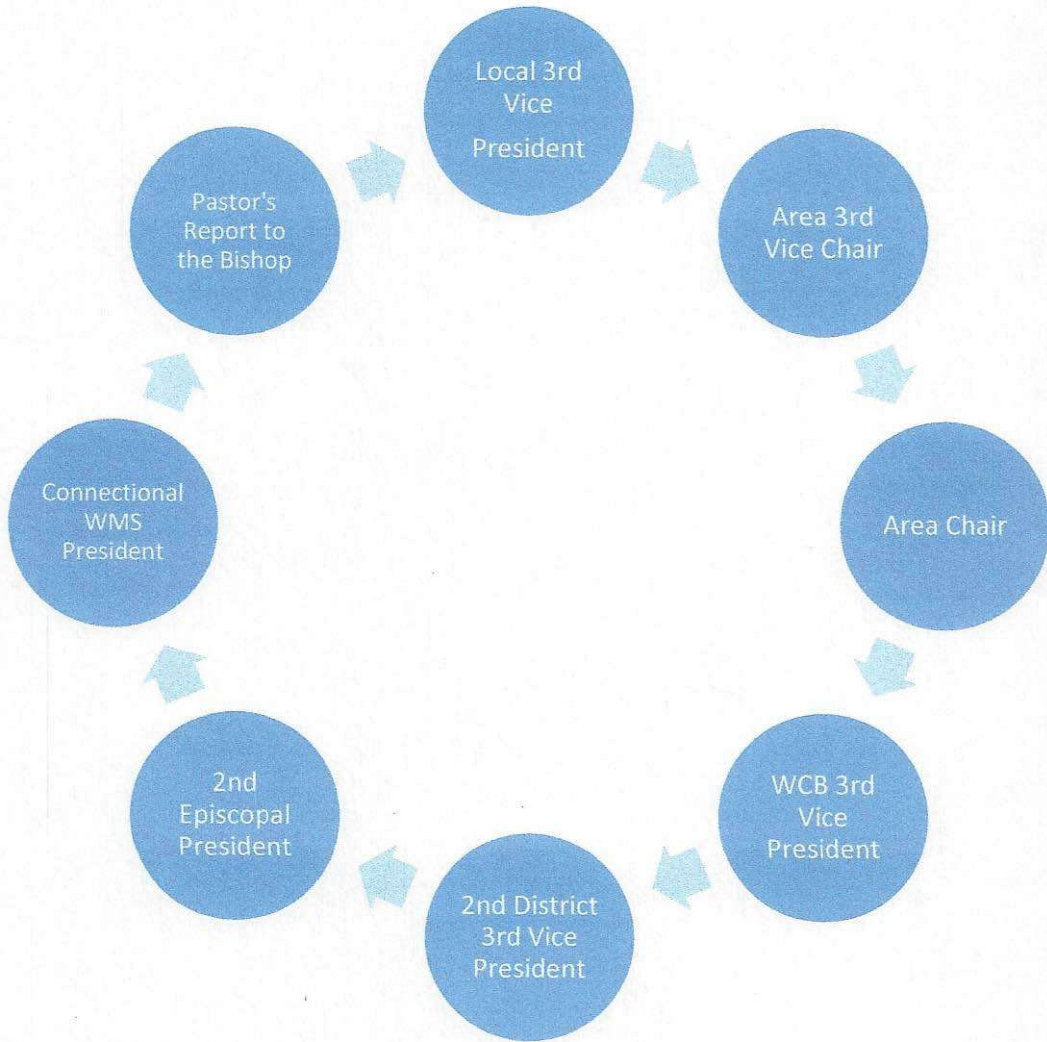 Local 3rd
Vice
President
Area 3rd
Vice Chair
Area Chair
WCB 3rd
Vice
President
2nd District
3rd Vice
President
2nd
Episcopal
President
Connectional
WMS
President
Pastor's
Report to
the Bishop